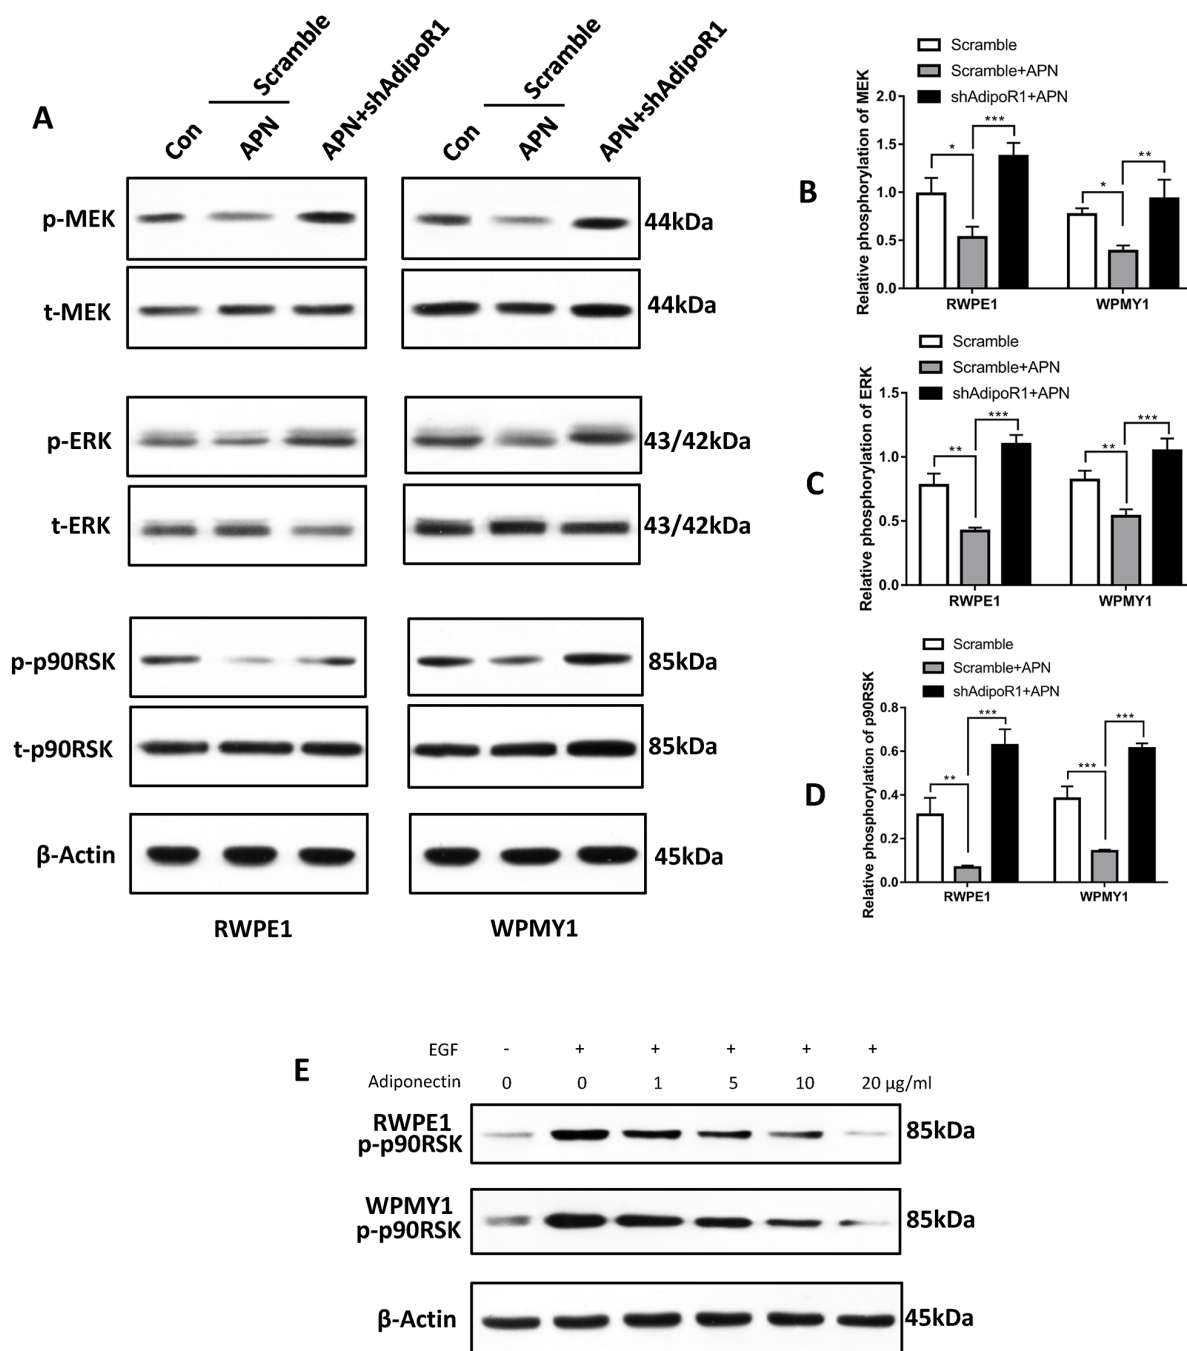 A
Scramble
Con
APN
APN+shAdipoR1
Scramble
Con
APN
APN+shAdipoR1
p-MEK
44kDa
t-MEK
44kDa
p-ERK
43/42kDa
t-ERK
43/42kDa
p-p90RSK
85kDa
t-p90RSK
85kDa
β-Actin
45kDa
RWPE1
WPMY1
B
Scramble
Scramble+APN
shAdipoR1+APN
Relative phosphorylation of MEK
2.0
1.5
1.0
0.5
0.0
*
***
*
**
RWPE1
WPMY1
C
Scramble
Scramble+APN
shAdipoR1+APN
Relative phosphorylation of ERK
1.5
1.0
0.5
0.0
**
***
**
***
RWPE1
WPMY1
D
Scramble
Scramble+APN
shAdipoR1+APN
Relative phosphorylation of p90RSK
0.8
0.6
0.4
0.2
0.0
**
***
***
***
RWPE1
WPMY1
E
EGF - + + + + +
Adiponectin 0 0 1 5 10 20 μg/ml
RWPE1
p-p90RSK
85kDa
WPMY1
p-p90RSK
85kDa
β-Actin
45kDa